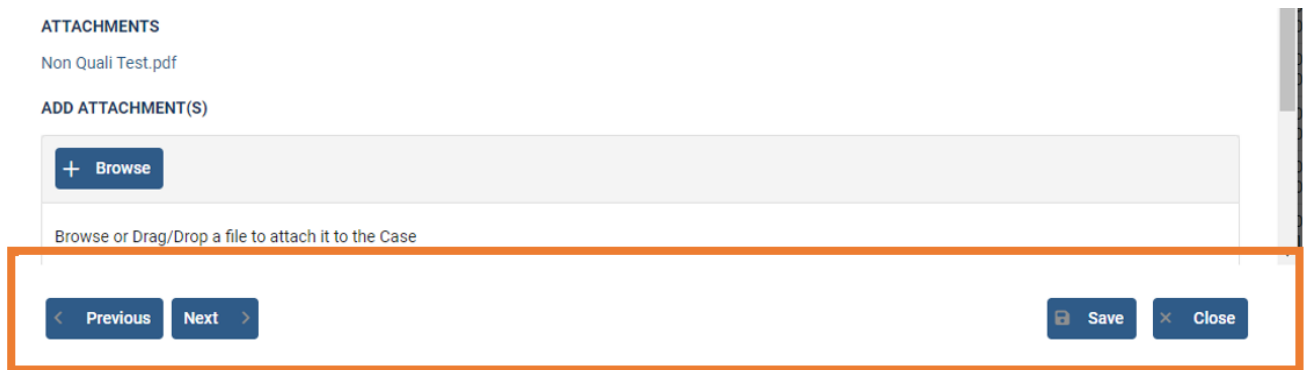 ATTACHMENTS
Non Quali Test.pdf
ADD ATTACHMENT(S)
+ Browse
Browse or Drag/Drop a file to attach it to the Case
< Previous Next > Save × Close